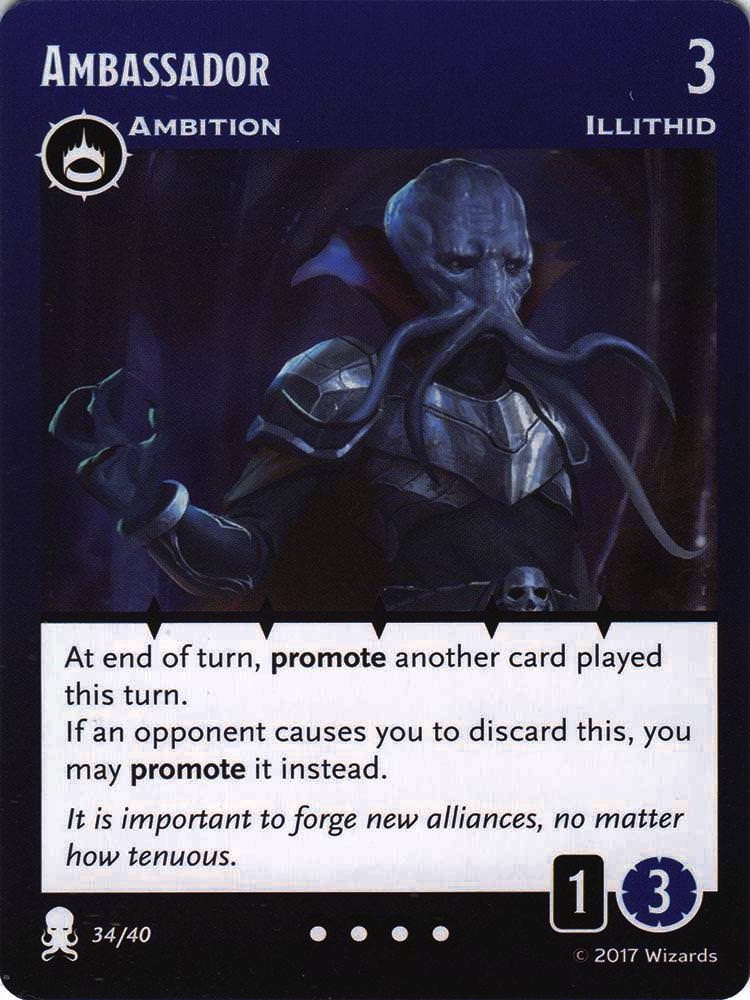 Ambassador 3
Ambition Illithid
At end of turn, promote another card played
this turn.
If an opponent causes you to discard this, you
may promote it instead.
It is important to forge new alliances, no matter
how tenuous.
1 3
34/40
© 2017 Wizards